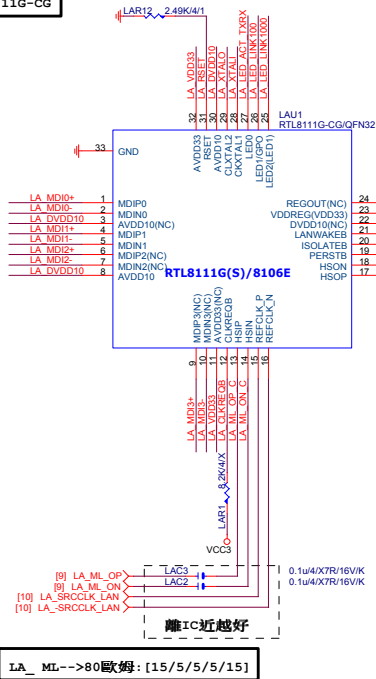 11G-CG
LAR12 2.49K/4/1
LA_VDD33
LA_RSET
LA_DVDD10
LA_XTALO
LA_XTALI
LA_LED_ACT_TXRX
LA_LED_LINK100
LA_LED_LINK1000
32
31
30
29
28
27
26
25
LAU1
RTL8111G-CG/QFN32
33 GND
AVDD33
RSET
AVDD10
CLXTAL2
CKXTAL1
LED0
LED1/GPO
LED2(LED1)
LA_MDI0+ 1 MDIP0
LA_MDI0- 2 MDIN0
LA_DVDD10 3 AVDD10(NC)
LA_MDI1+ 4 MDIP1
LA_MDI1- 5 MDIN1
LA_MDI2+ 6 MDIP2(NC)
LA_MDI2- 7 MDIN2(NC)
LA_DVDD10 8 AVDD10
REGOUT(NC) 24
VDDREG(VDD33) 23
DVDD10(NC) 22
LANWAKEB 21
ISOLATEB 20
PERSTB 19
HSON 18
HSOP 17
RTL8111G(S)/8106E
MDIP3(NC)
MDIN3(NC)
AVDD33(NC)
CLKREQB
HSIP
HSIN
REFCLK_P
REFCLK_N
9
10
11
12
13
14
15
16
LA_MDI3+
LA_MDI3-
LA_VDD33
LA_CLKREQB
LA_ML_OP_C
LA_ML_ON_C
LAR1 8.2K/4/X
VCC3
[9] LA_ML_OP LAC3 0.1u/4/X7R/16V/K
[9] LA_ML_ON LAC2 0.1u/4/X7R/16V/K
[10] LA_SRCCLK_LAN
[10] LA_-SRCCLK_LAN
離IC近越好
LA_ ML-->80歐姆:[15/5/5/5/15]